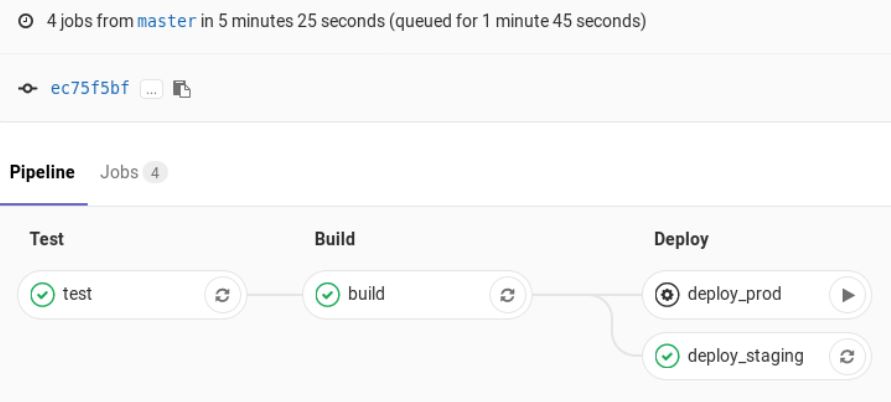 4 jobs from master in 5 minutes 25 seconds (queued for 1 minute 45 seconds)
ec75f5bf ...
Pipeline Jobs 4
Test Build Deploy
test build deploy_prod
deploy_staging